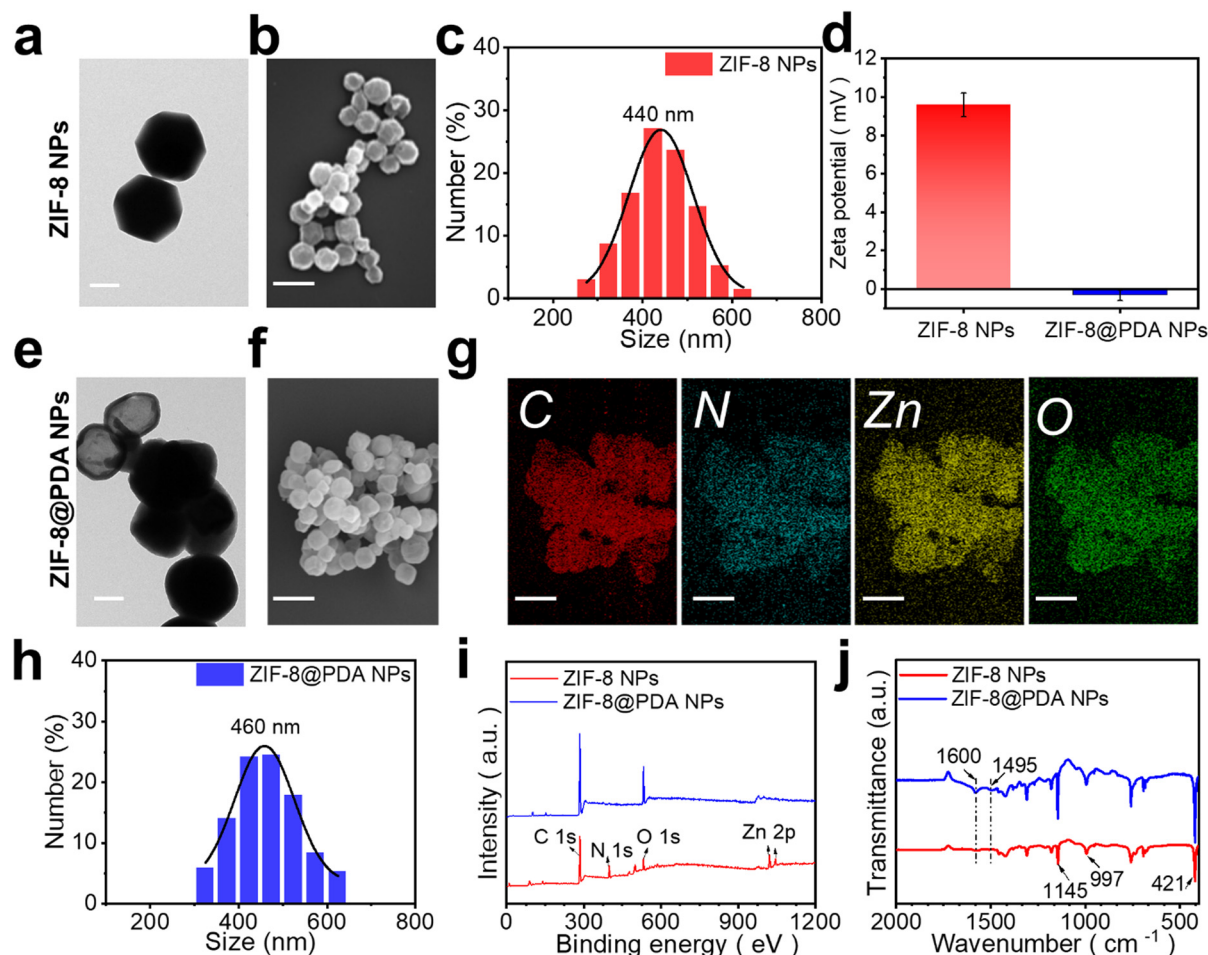 a
b
c
d
ZIF-8 NPs
40
30
20
10
0
Number (%)
ZIF-8 NPs
440 nm
200
400
600
800
Size (nm)
12
10
8
6
4
2
0
-2
Zeta potential ( mV)
ZIF-8 NPs
ZIF-8@PDA NPs
e
f
g
ZIF-8@PDA NPs
C
N
Zn
O
h
i
j
40
30
20
10
0
Number (%)
ZIF-8@PDA NPs
460 nm
200
400
600
800
Size (nm)
Intensity ( a.u. )
ZIF-8 NPs
ZIF-8@PDA NPs
C 1s
N 1s
O 1s
Zn 2p
0
300
600
900
1200
Binding energy ( eV)
Transmittance (a.u.)
ZIF-8 NPs
ZIF-8@PDA NPs
1600
1495
1145
997
421
2000
1500
1000
500
Wavenumber ( cm -1 )